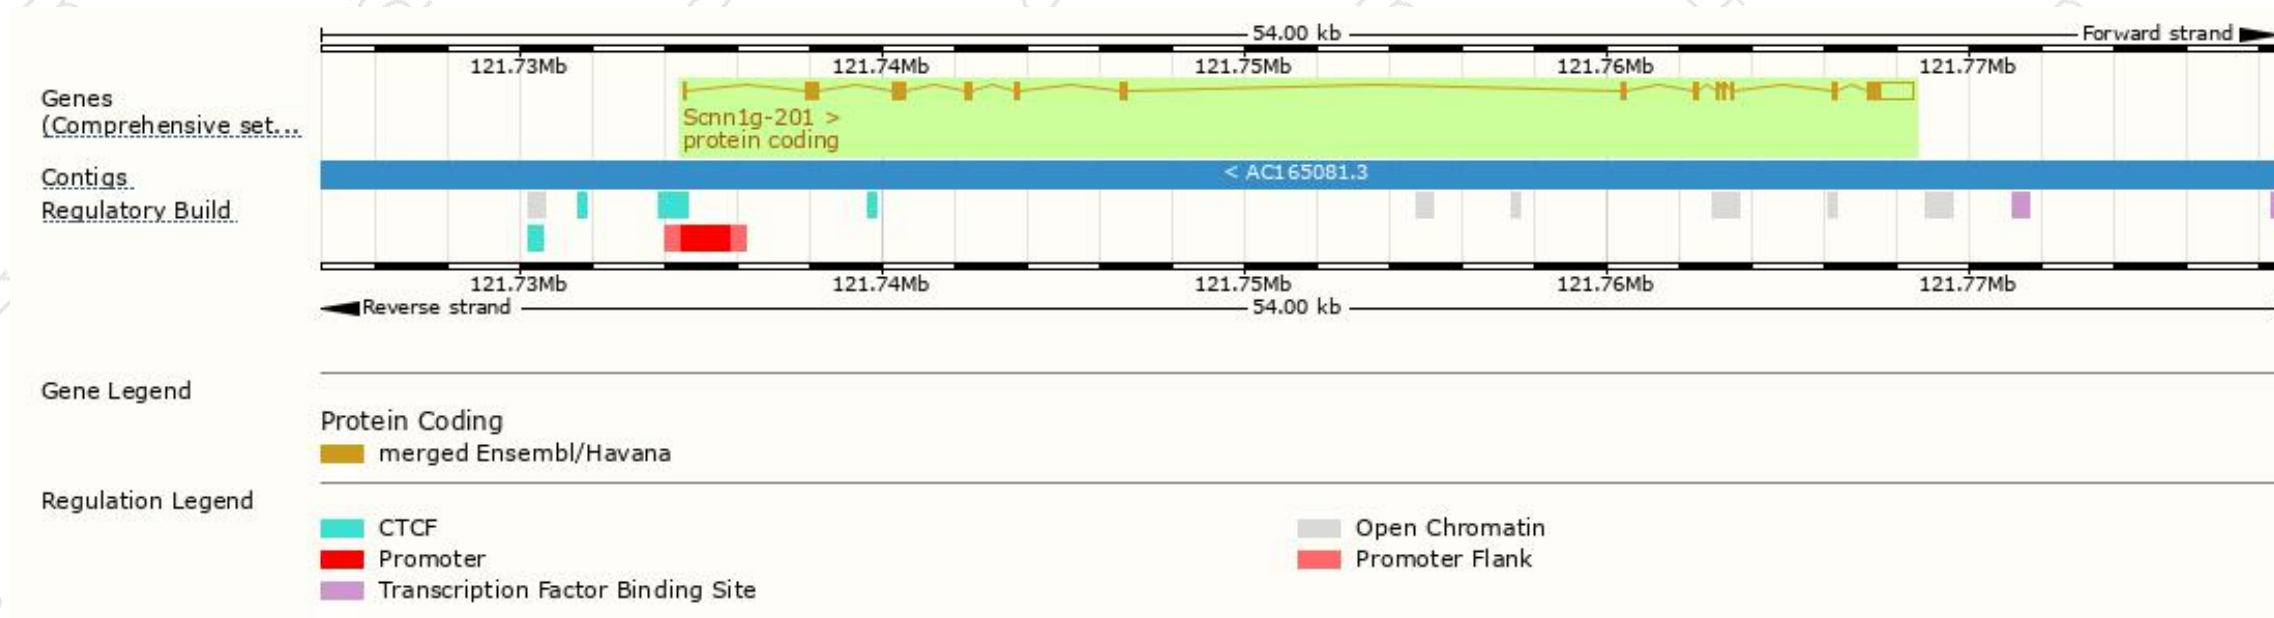 54.00 kb
Forward strand
121.73Mb 121.74Mb 121.75Mb 121.76Mb 121.77Mb
Genes
(Comprehensive set...
Scnn1g-201 >
protein coding
Contigs
< AC165081.3
Regulatory Build
121.73Mb 121.74Mb 121.75Mb 121.76Mb 121.77Mb
Reverse strand
54.00 kb
Gene Legend
Protein Coding
merged Ensembl/Havana
Regulation Legend
CTCF
Open Chromatin
Promoter
Promoter Flank
Transcription Factor Binding Site